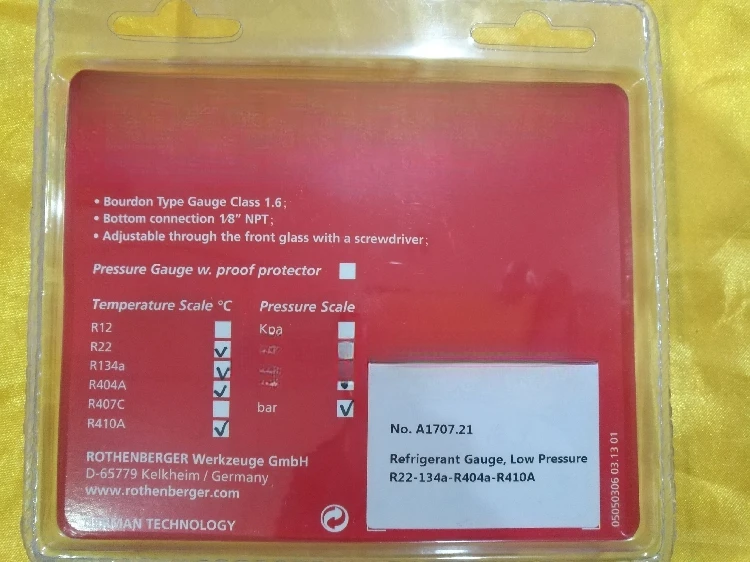 • Bourdon Type Gauge Class 1.6;
• Bottom connection 1/8" NPT;
• Adjustable through the front glass with a screwdriver;
Pressure Gauge w. proof protector
Temperature Scale °C Pressure Scale
R12 Kpa
R22
R134a
R404A
R407C bar
R410A
ROTHENBERGER Werkzeuge GmbH
D-65779 Kelkheim / Germany
www.rothenberger.com
TECHNOLOGY
No. A1707.21
Refrigerant Gauge, Low Pressure
R22-134a-R404a-R410A
05050306 03.13 01